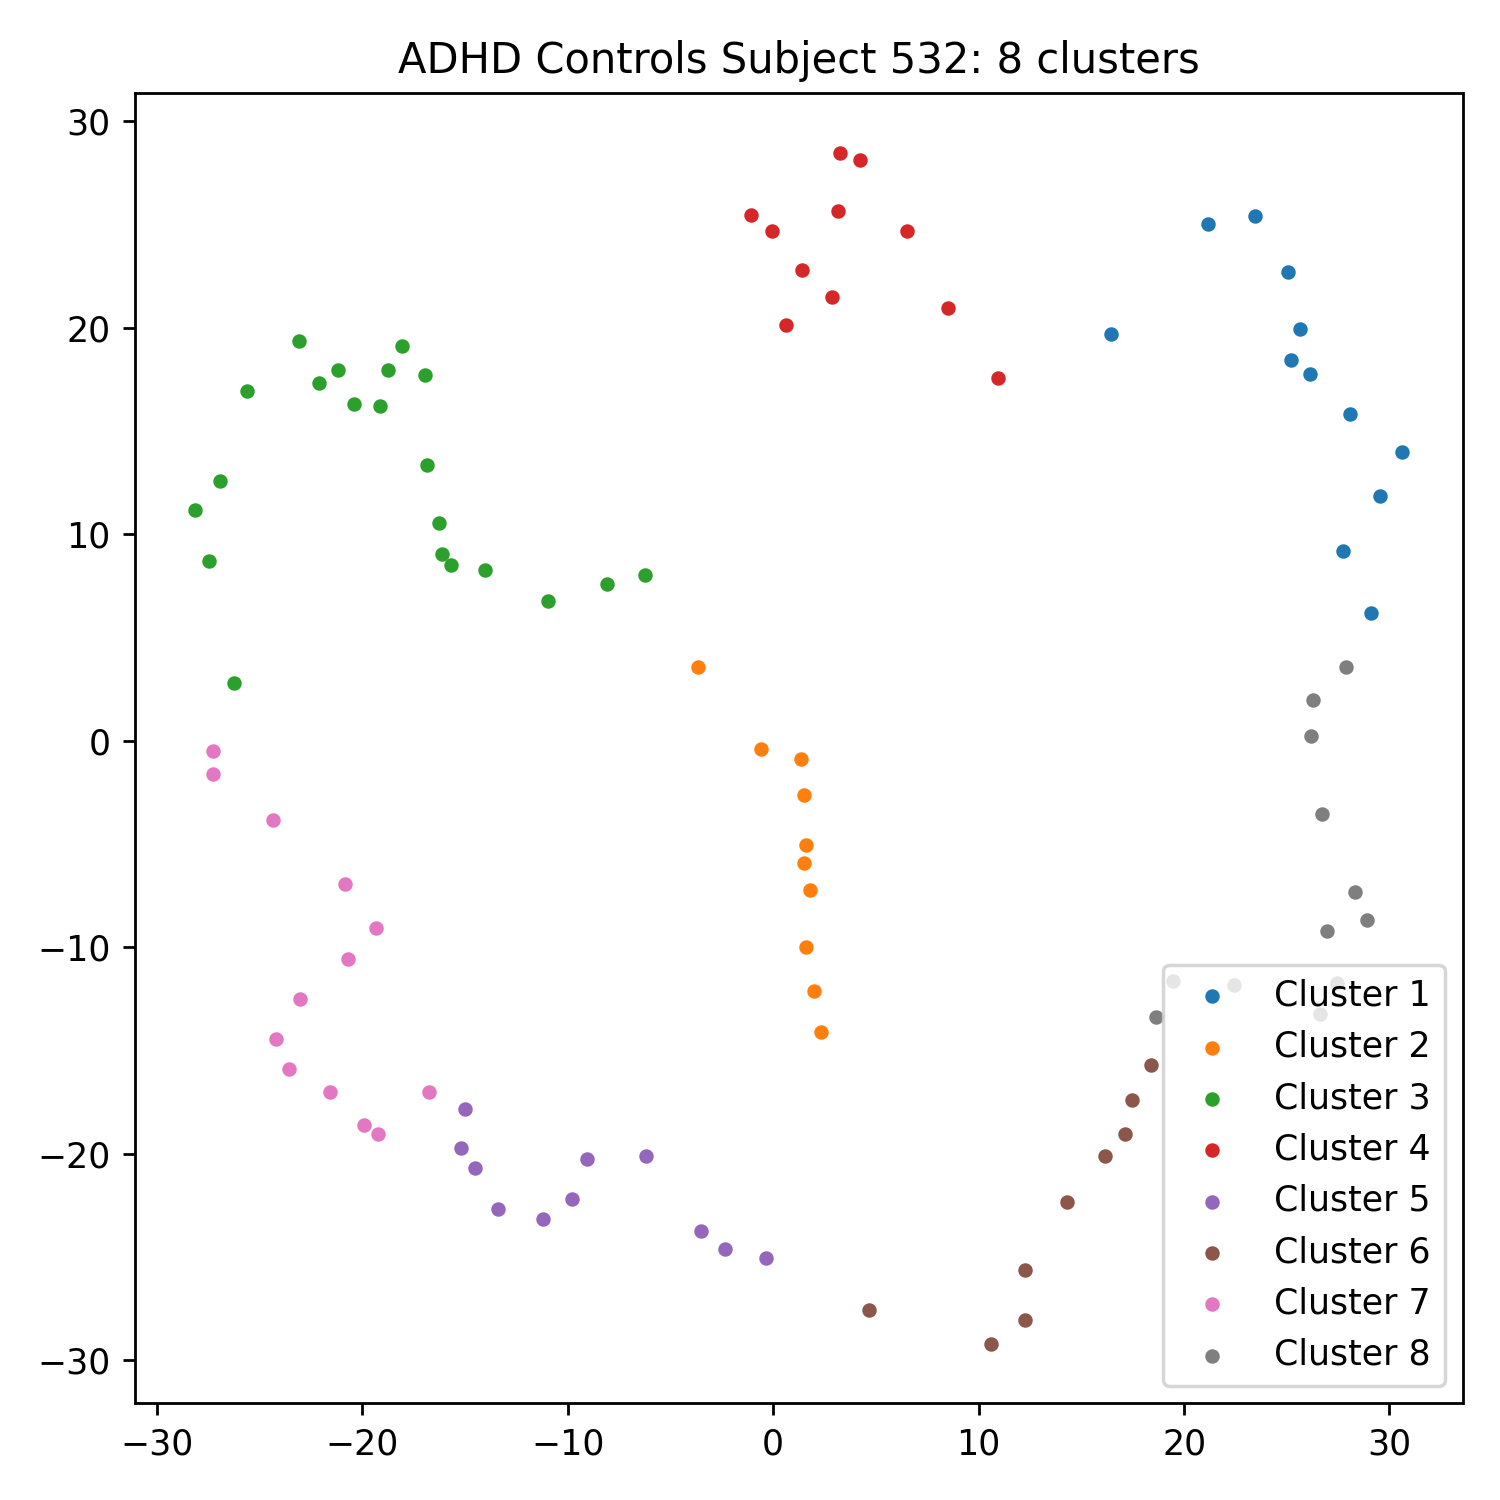 ADHD Controls Subject 532: 8 clusters
30
20
10
0
−10
−20
−30
−30 −20 −10 0 10 20 30
Cluster 1
Cluster 2
Cluster 3
Cluster 4
Cluster 5
Cluster 6
Cluster 7
Cluster 8